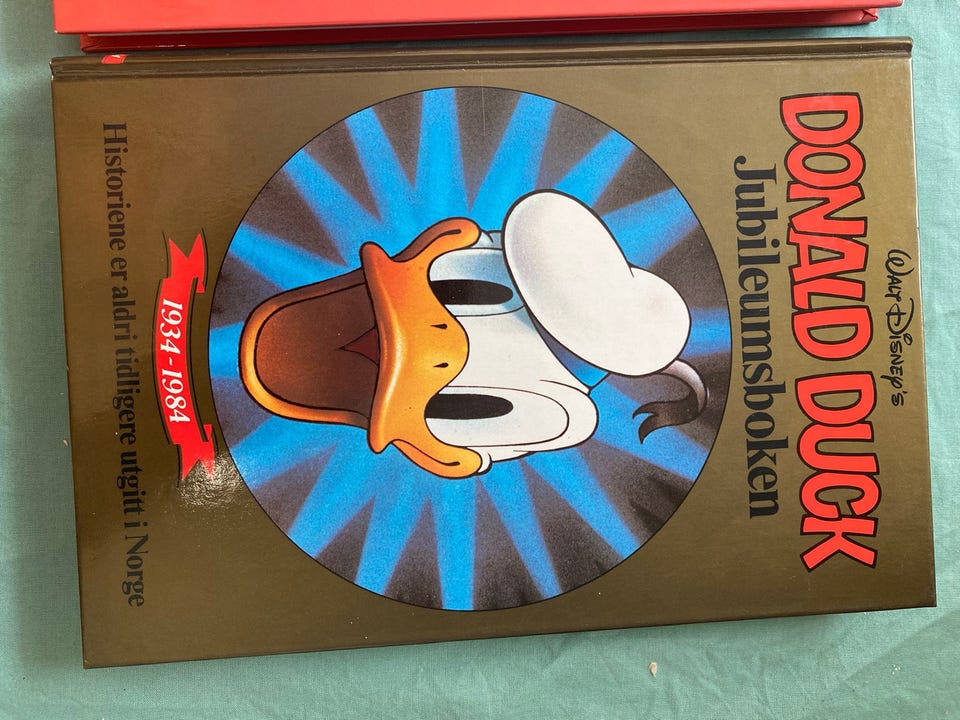 WALT DISNEY'S
DONALD DUCK
Jubileumsboken
1934-1984
Historiene er aldri tidligere utgitt i Norge